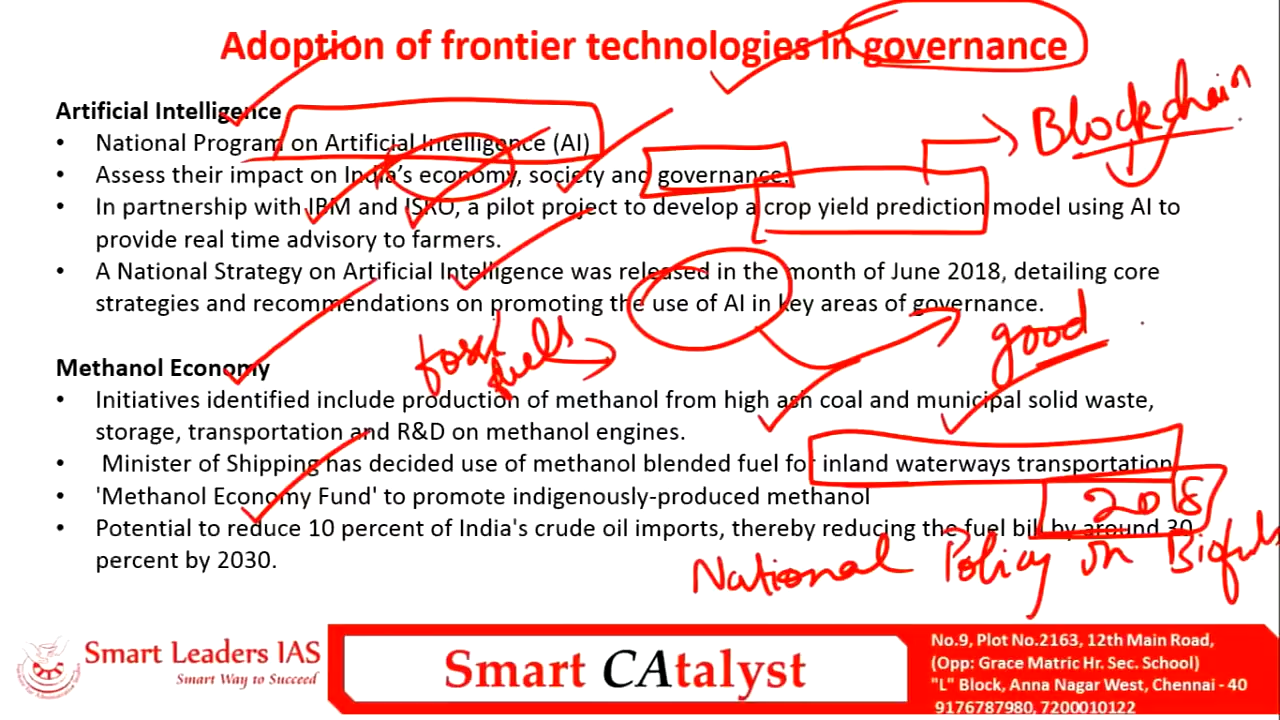 Adoption of frontier technologies in governance
Blockchain
Artificial Intelligence
• National Program on Artificial Intelligence (AI)
• Assess their impact on India's economy, society and governance.
• In partnership with IBM and ISRO, a pilot project to develop a crop yield prediction model using AI to
provide real time advisory to farmers.
• A National Strategy on Artificial Intelligence was released in the month of June 2018, detailing core
strategies and recommendations on promoting the use of AI in key areas of governance.
good
fossil
fuels
Methanol Economy
• Initiatives identified include production of methanol from high ash coal and municipal solid waste,
storage, transportation and R&D on methanol engines.
• Minister of Shipping has decided use of methanol blended fuel for inland waterways transportation
• 'Methanol Economy Fund' to promote indigenously-produced methanol
• Potential to reduce 10 percent of India's crude oil imports, thereby reducing the fuel bill by around 30
percent by 2030.
National Policy on Biofuels
Smart Leaders IAS
Smart Way to Succeed
Smart CAtalyst
No.9, Plot No.2163, 12th Main Road,
(Opp: Grace Matric Hr. Sec. School)
"L" Block, Anna Nagar West, Chennai - 40
9176787980, 7200010122